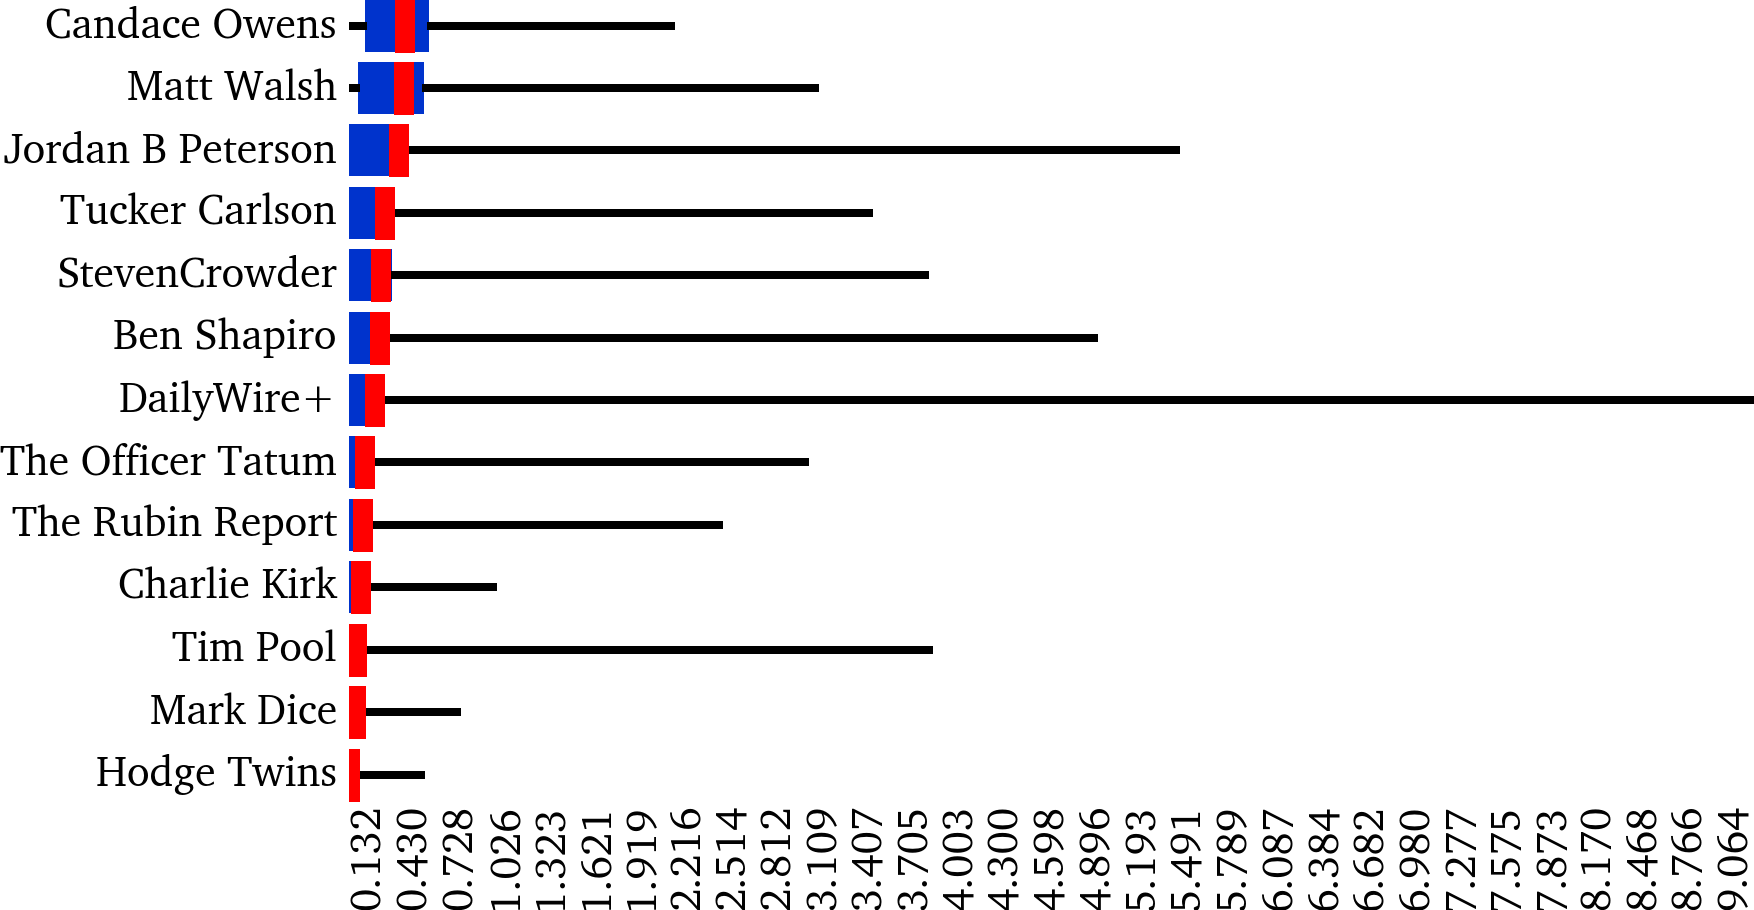 Candace Owens
Matt Walsh
Jordan B Peterson
Tucker Carlson
StevenCrowder
Ben Shapiro
DailyWire+
The Officer Tatum
The Rubin Report
Charlie Kirk
Tim Pool
Mark Dice
Hodge Twins
0.132
0.430
0.728
1.026
1.323
1.621
1.919
2.216
2.514
2.812
3.109
3.407
3.705
4.003
4.300
4.598
4.896
5.193
5.491
5.789
6.087
6.384
6.682
6.980
7.277
7.575
7.873
8.170
8.468
8.766
9.064